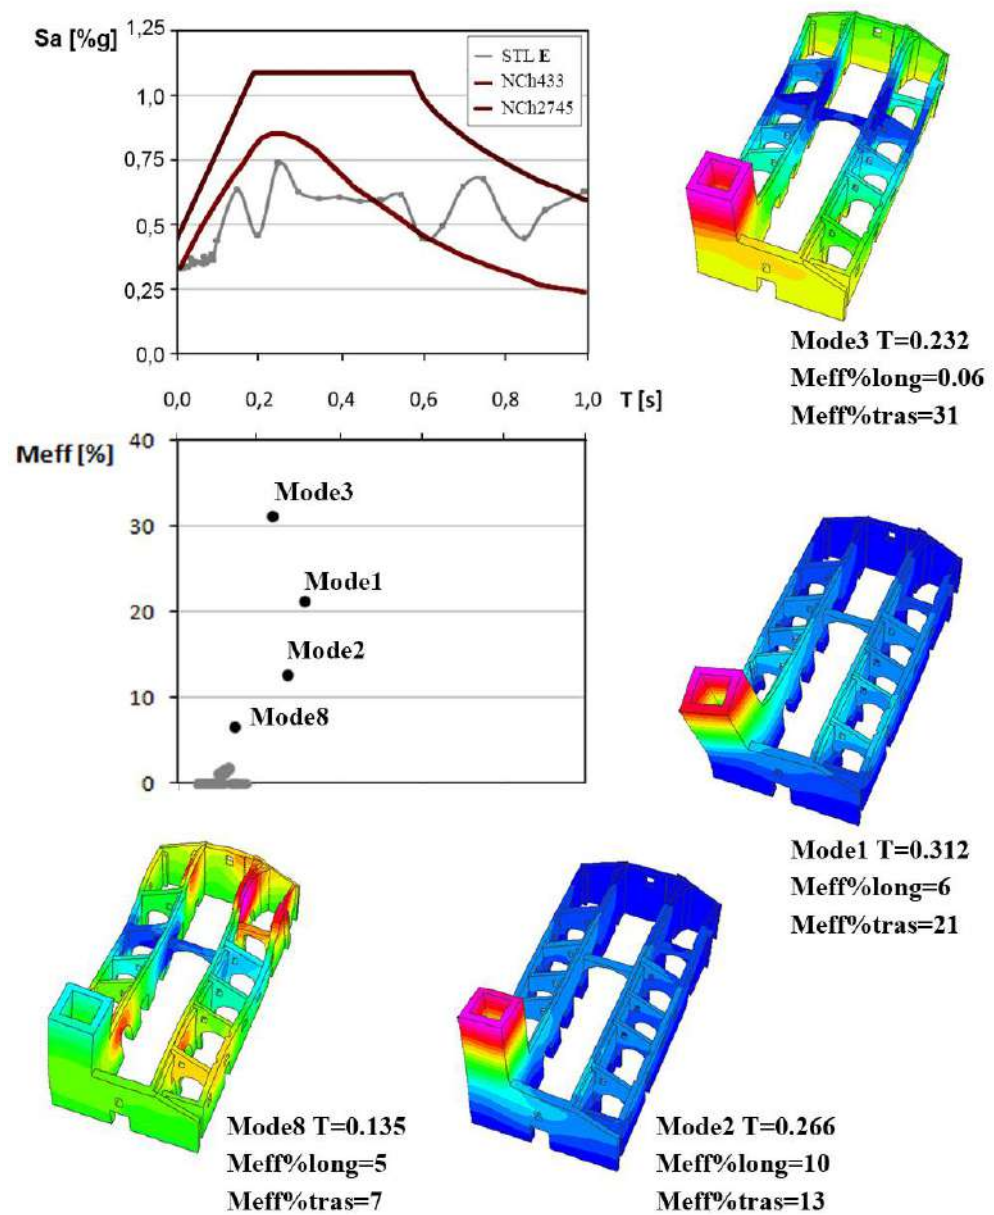 Sa [%g]
1,25
1,0
0,75
0,5
0,25
0,0
STL E
NCh433
NCh2745
0,0 0,2 0,4 0,6 0,8 1,0 T [s]
Mode3 T=0.232
Meff%long=0.06
Meff%tras=31
Meff [%]
40
30
20
10
0
Mode3
Mode1
Mode2
Mode8
Mode1 T=0.312
Meff%long=6
Meff%tras=21
Mode8 T=0.135
Meff%long=5
Meff%tras=7
Mode2 T=0.266
Meff%long=10
Meff%tras=13